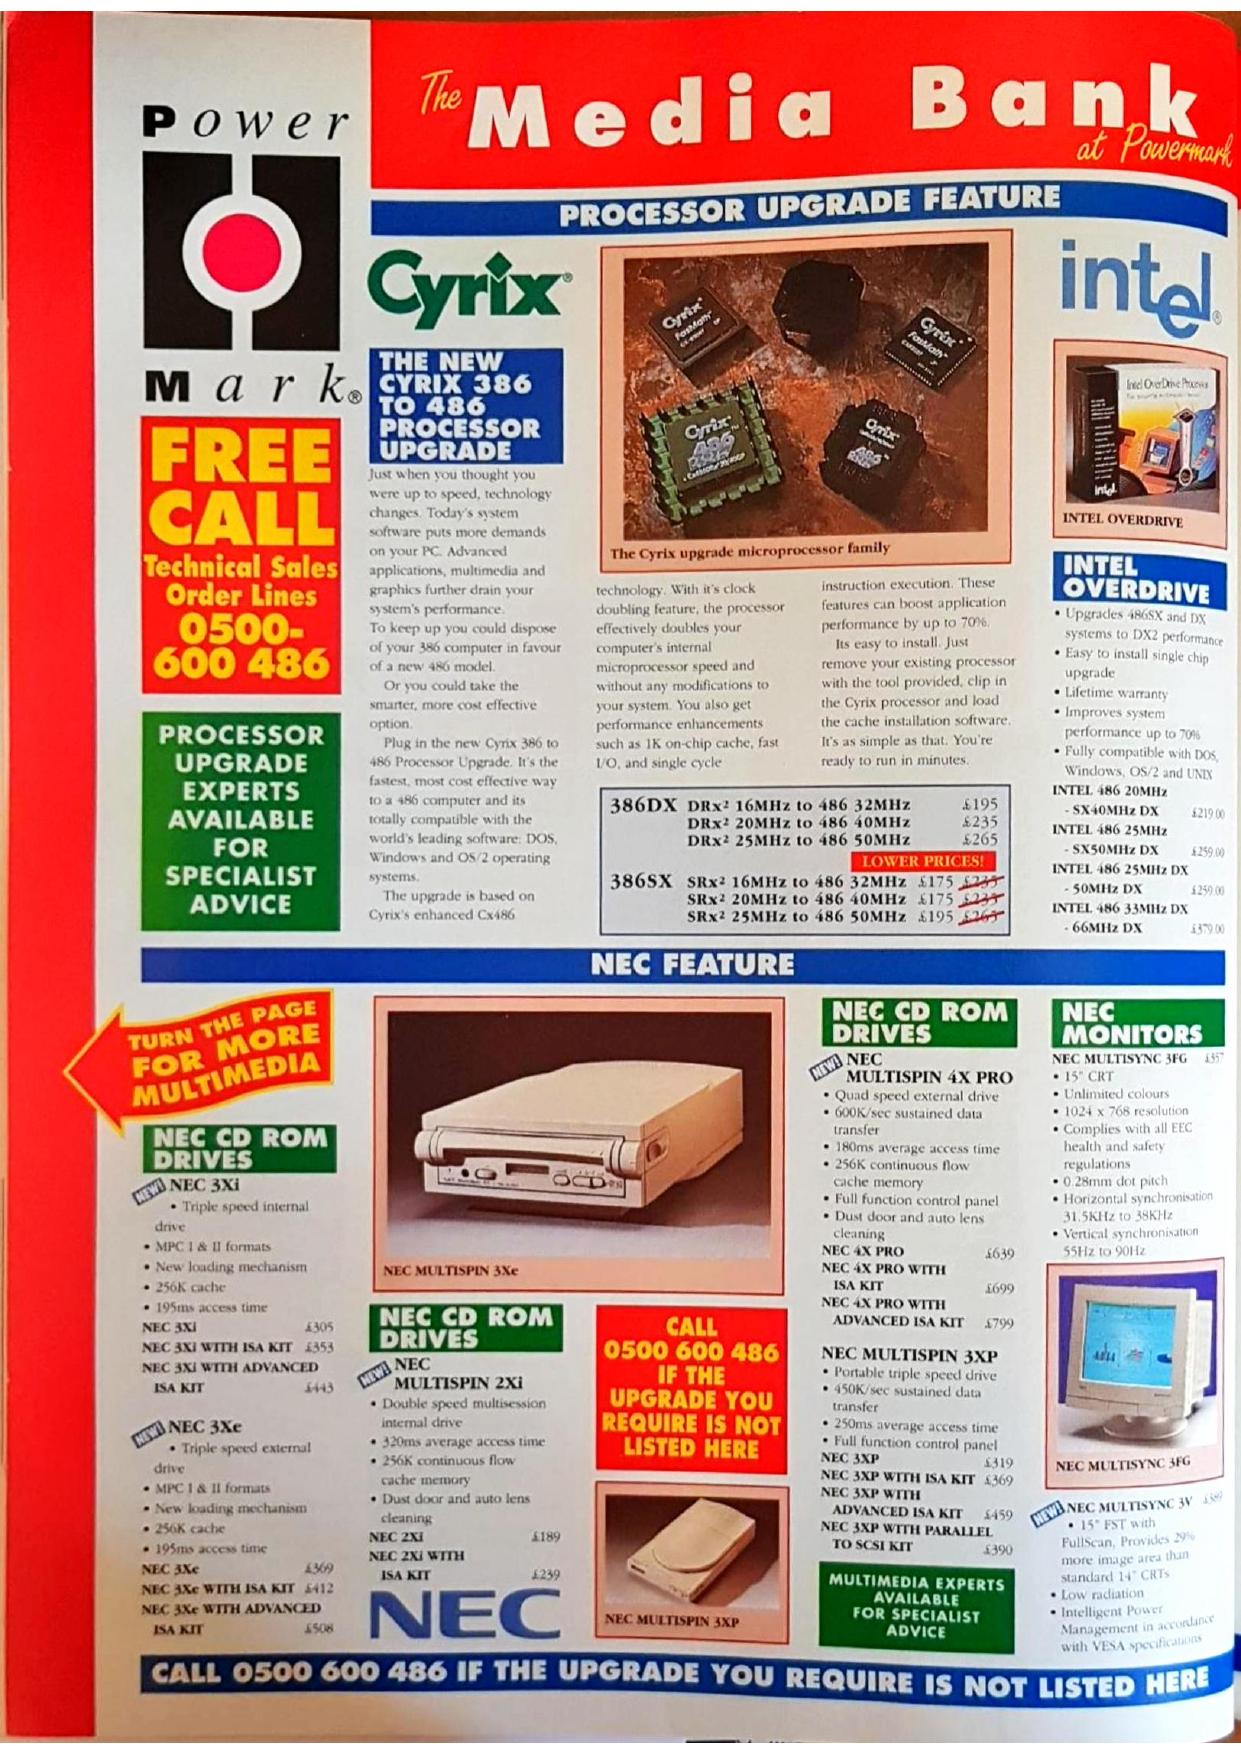 The Media Bank
at Powermark
Power
Mark®
PROCESSOR UPGRADE FEATURE
FREE
CALL
Technical Sales
Order Lines
0500-
600 486
PROCESSOR
UPGRADE
EXPERTS
AVAILABLE
FOR
SPECIALIST
ADVICE
Cyrix®
THE NEW
CYRIX 386
TO 486
PROCESSOR
UPGRADE
Just when you thought you
were up to speed, technology
changes. Today's system
software puts more demands
on your PC. Advanced
applications, multimedia and
graphics further drain your
system's performance.
To keep up you could dispose
of your 386 computer in favour
of a new 486 model.
Or you could take the
smarter, more cost effective
option.
Plug in the new Cyrix 386 to
486 Processor Upgrade. It's the
fastest, most cost effective way
to a 486 computer and its
totally compatible with the
world's leading software: DOS,
Windows and OS/2 operating
systems.
The upgrade is based on
Cyrix's enhanced Cx486
Cyrix
FasMath
Cyrix
FasMath
Cyrix
486
Cyrix
486
The Cyrix upgrade microprocessor family
technology. With it's clock
doubling feature, the processor
effectively doubles your
computer's internal
microprocessor speed and
without any modifications to
your system. You also get
performance enhancements
such as 1K on-chip cache, fast
I/O, and single cycle
instruction execution. These
features can boost application
performance by up to 70%.
Its easy to install. Just
remove your existing processor
with the tool provided, clip in
the Cyrix processor and load
the cache installation software.
It's as simple as that. You're
ready to run in minutes.
386DX DRx² 16MHz to 486 32MHz £195
DRx² 20MHz to 486 40MHz £235
DRx² 25MHz to 486 50MHz £265
LOWER PRICES!
386SX SRx² 16MHz to 486 32MHz £175 £235
SRx² 20MHz to 486 40MHz £175 £235
SRx² 25MHz to 486 50MHz £195 £265
intel®
Intel OverDrive Processor
intel
INTEL OVERDRIVE
INTEL
OVERDRIVE
• Upgrades 486SX and DX
systems to DX2 performance
• Easy to install single chip
upgrade
• Lifetime warranty
• Improves system
performance up to 70%
• Fully compatible with DOS,
Windows, OS/2 and UNIX
INTEL 486 20MHz
- SX40MHz DX £219.00
INTEL 486 25MHz
- SX50MHz DX £259.00
INTEL 486 25MHz DX
- 50MHz DX £259.00
INTEL 486 33MHz DX
- 66MHz DX £379.00
NEC FEATURE
TURN THE PAGE
FOR MORE
MULTIMEDIA
NEC CD ROM
DRIVES
NEW! NEC 3Xi
• Triple speed internal
drive
• MPC I & II formats
• New loading mechanism
• 256K cache
• 195ms access time
NEC 3Xi £305
NEC 3Xi WITH ISA KIT £353
NEC 3Xi WITH ADVANCED
ISA KIT £443
NEW! NEC 3Xe
• Triple speed external
drive
• MPC I & II formats
• New loading mechanism
• 256K cache
• 195ms access time
NEC 3Xe £369
NEC 3Xe WITH ISA KIT £412
NEC 3Xe WITH ADVANCED
ISA KIT £508
NEC MULTISPIN 3Xe
NEC CD ROM
DRIVES
NEW! NEC
MULTISPIN 2Xi
• Double speed multisession
internal drive
• 320ms average access time
• 256K continuous flow
cache memory
• Dust door and auto lens
cleaning
NEC 2Xi £189
NEC 2Xi WITH
ISA KIT £239
NEC
CALL
0500 600 486
IF THE
UPGRADE YOU
REQUIRE IS NOT
LISTED HERE
NEC MULTISPIN 3XP
NEC CD ROM
DRIVES
NEW! NEC
MULTISPIN 4X PRO
• Quad speed external drive
• 600K/sec sustained data
transfer
• 180ms average access time
• 256K continuous flow
cache memory
• Full function control panel
• Dust door and auto lens
cleaning
NEC 4X PRO £639
NEC 4X PRO WITH
ISA KIT £699
NEC 4X PRO WITH
ADVANCED ISA KIT £799
NEC MULTISPIN 3XP
• Portable triple speed drive
• 450K/sec sustained data
transfer
• 250ms average access time
• Full function control panel
NEC 3XP £319
NEC 3XP WITH ISA KIT £369
NEC 3XP WITH
ADVANCED ISA KIT £459
NEC 3XP WITH PARALLEL
TO SCSI KIT £390
MULTIMEDIA EXPERTS
AVAILABLE
FOR SPECIALIST
ADVICE
NEC
MONITORS
NEC MULTISYNC 3FG £357
• 15" CRT
• Unlimited colours
• 1024 x 768 resolution
• Complies with all EEC
health and safety
regulations
• 0.28mm dot pitch
• Horizontal synchronisation
31.5KHz to 38KHz
• Vertical synchronisation
55Hz to 90Hz
NEC MULTISYNC 3FG
NEW! NEC MULTISYNC 3V £389
• 15" FST with
FullScan, Provides 29%
more image area than
standard 14" CRTs
• Low radiation
• Intelligent Power
Management in accordance
with VESA specifications
CALL 0500 600 486 IF THE UPGRADE YOU REQUIRE IS NOT LISTED HERE